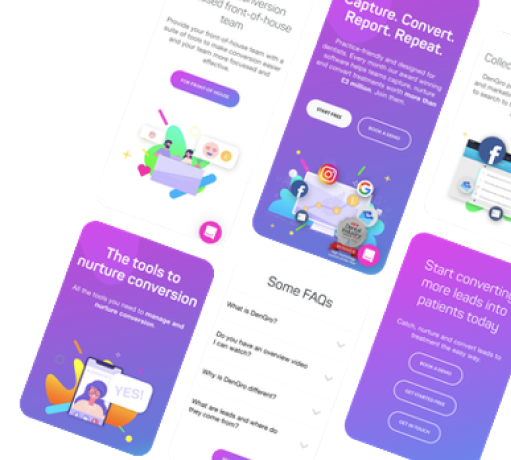 conversion
front-of-house
team
Provide your front-of-house team with a
suite of tools to make conversion easier
and your team more focused and
effective.
FOR FRONT-OF-HOUSE
Capture. Convert.
Report. Repeat.
Practice-friendly and designed for
dentists. Every month our award winning
software helps teams capture, nurture
and convert treatments worth more than
£3 million. Join them.
START FREE
BOOK A DEMO
DenGro
and market
to search to
The tools to
nurture conversion
All the tools you need to manage and
nurture conversion.
YES!
Some FAQs
What is DenGro?
Do you have an overview video
I can watch?
Why is DenGro different?
What are leads and where do
they come from?
Start converting
more leads into
patients today
Catch, nurture and convert leads to
treatment the easy way.
BOOK A DEMO
GET STARTED FREE
GET IN TOUCH